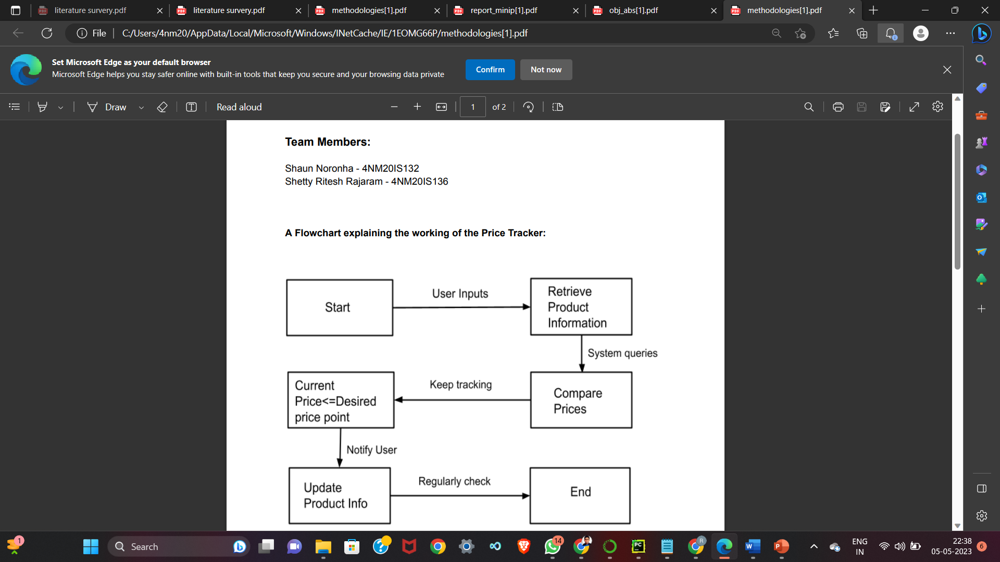 literature survery.pdf
literature survery.pdf
methodologies[1].pdf
report_minip[1].pdf
obj_abs[1].pdf
methodologies[1].pdf
File
C:/Users/4nm20/AppData/Local/Microsoft/Windows/INetCache/IE/1EOMG66P/methodologies[1].pdf
Set Microsoft Edge as your default browser
Microsoft Edge helps you stay safer online with built-in tools that keep you secure and your browsing data private
Confirm
Not now
Draw
Read aloud
1
of 2
Team Members:
Shaun Noronha - 4NM20IS132
Shetty Ritesh Rajaram - 4NM20IS136
A Flowchart explaining the working of the Price Tracker:
Start
User Inputs
Retrieve
Product
Information
System queries
Compare
Prices
Keep tracking
Current
Price<=Desired
price point
Notify User
Update
Product Info
Regularly check
End
1
Search
14
R
PC
W
P
ENG
IN
22:38
05-05-2023
6